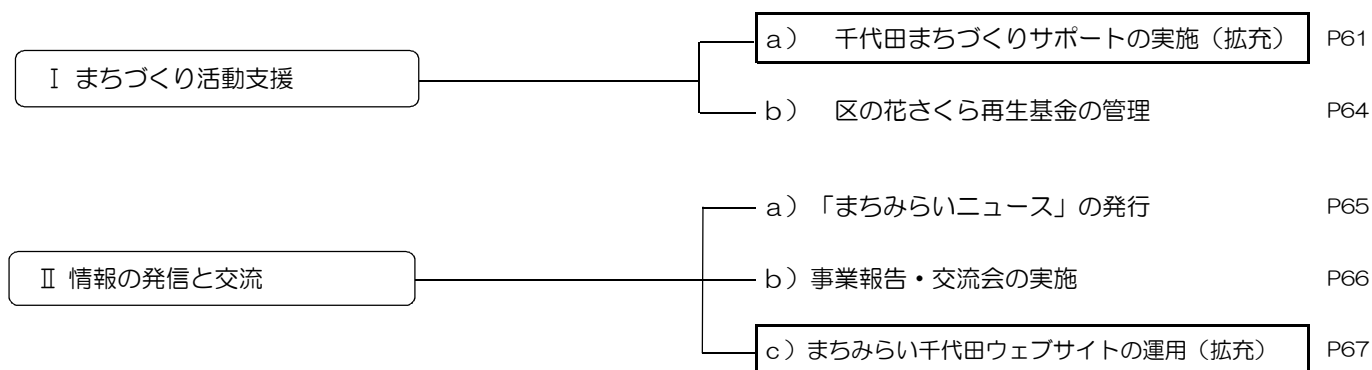 a） 千代田まちづくりサポートの実施（拡充） P61
Ⅰ まちづくり活動支援
b） 区の花さくら再生基金の管理 P64
a）「まちみらいニュース」の発行 P65
Ⅱ 情報の発信と交流
b）事業報告・交流会の実施 P66
c）まちみらい千代田ウェブサイトの運用（拡充） P67